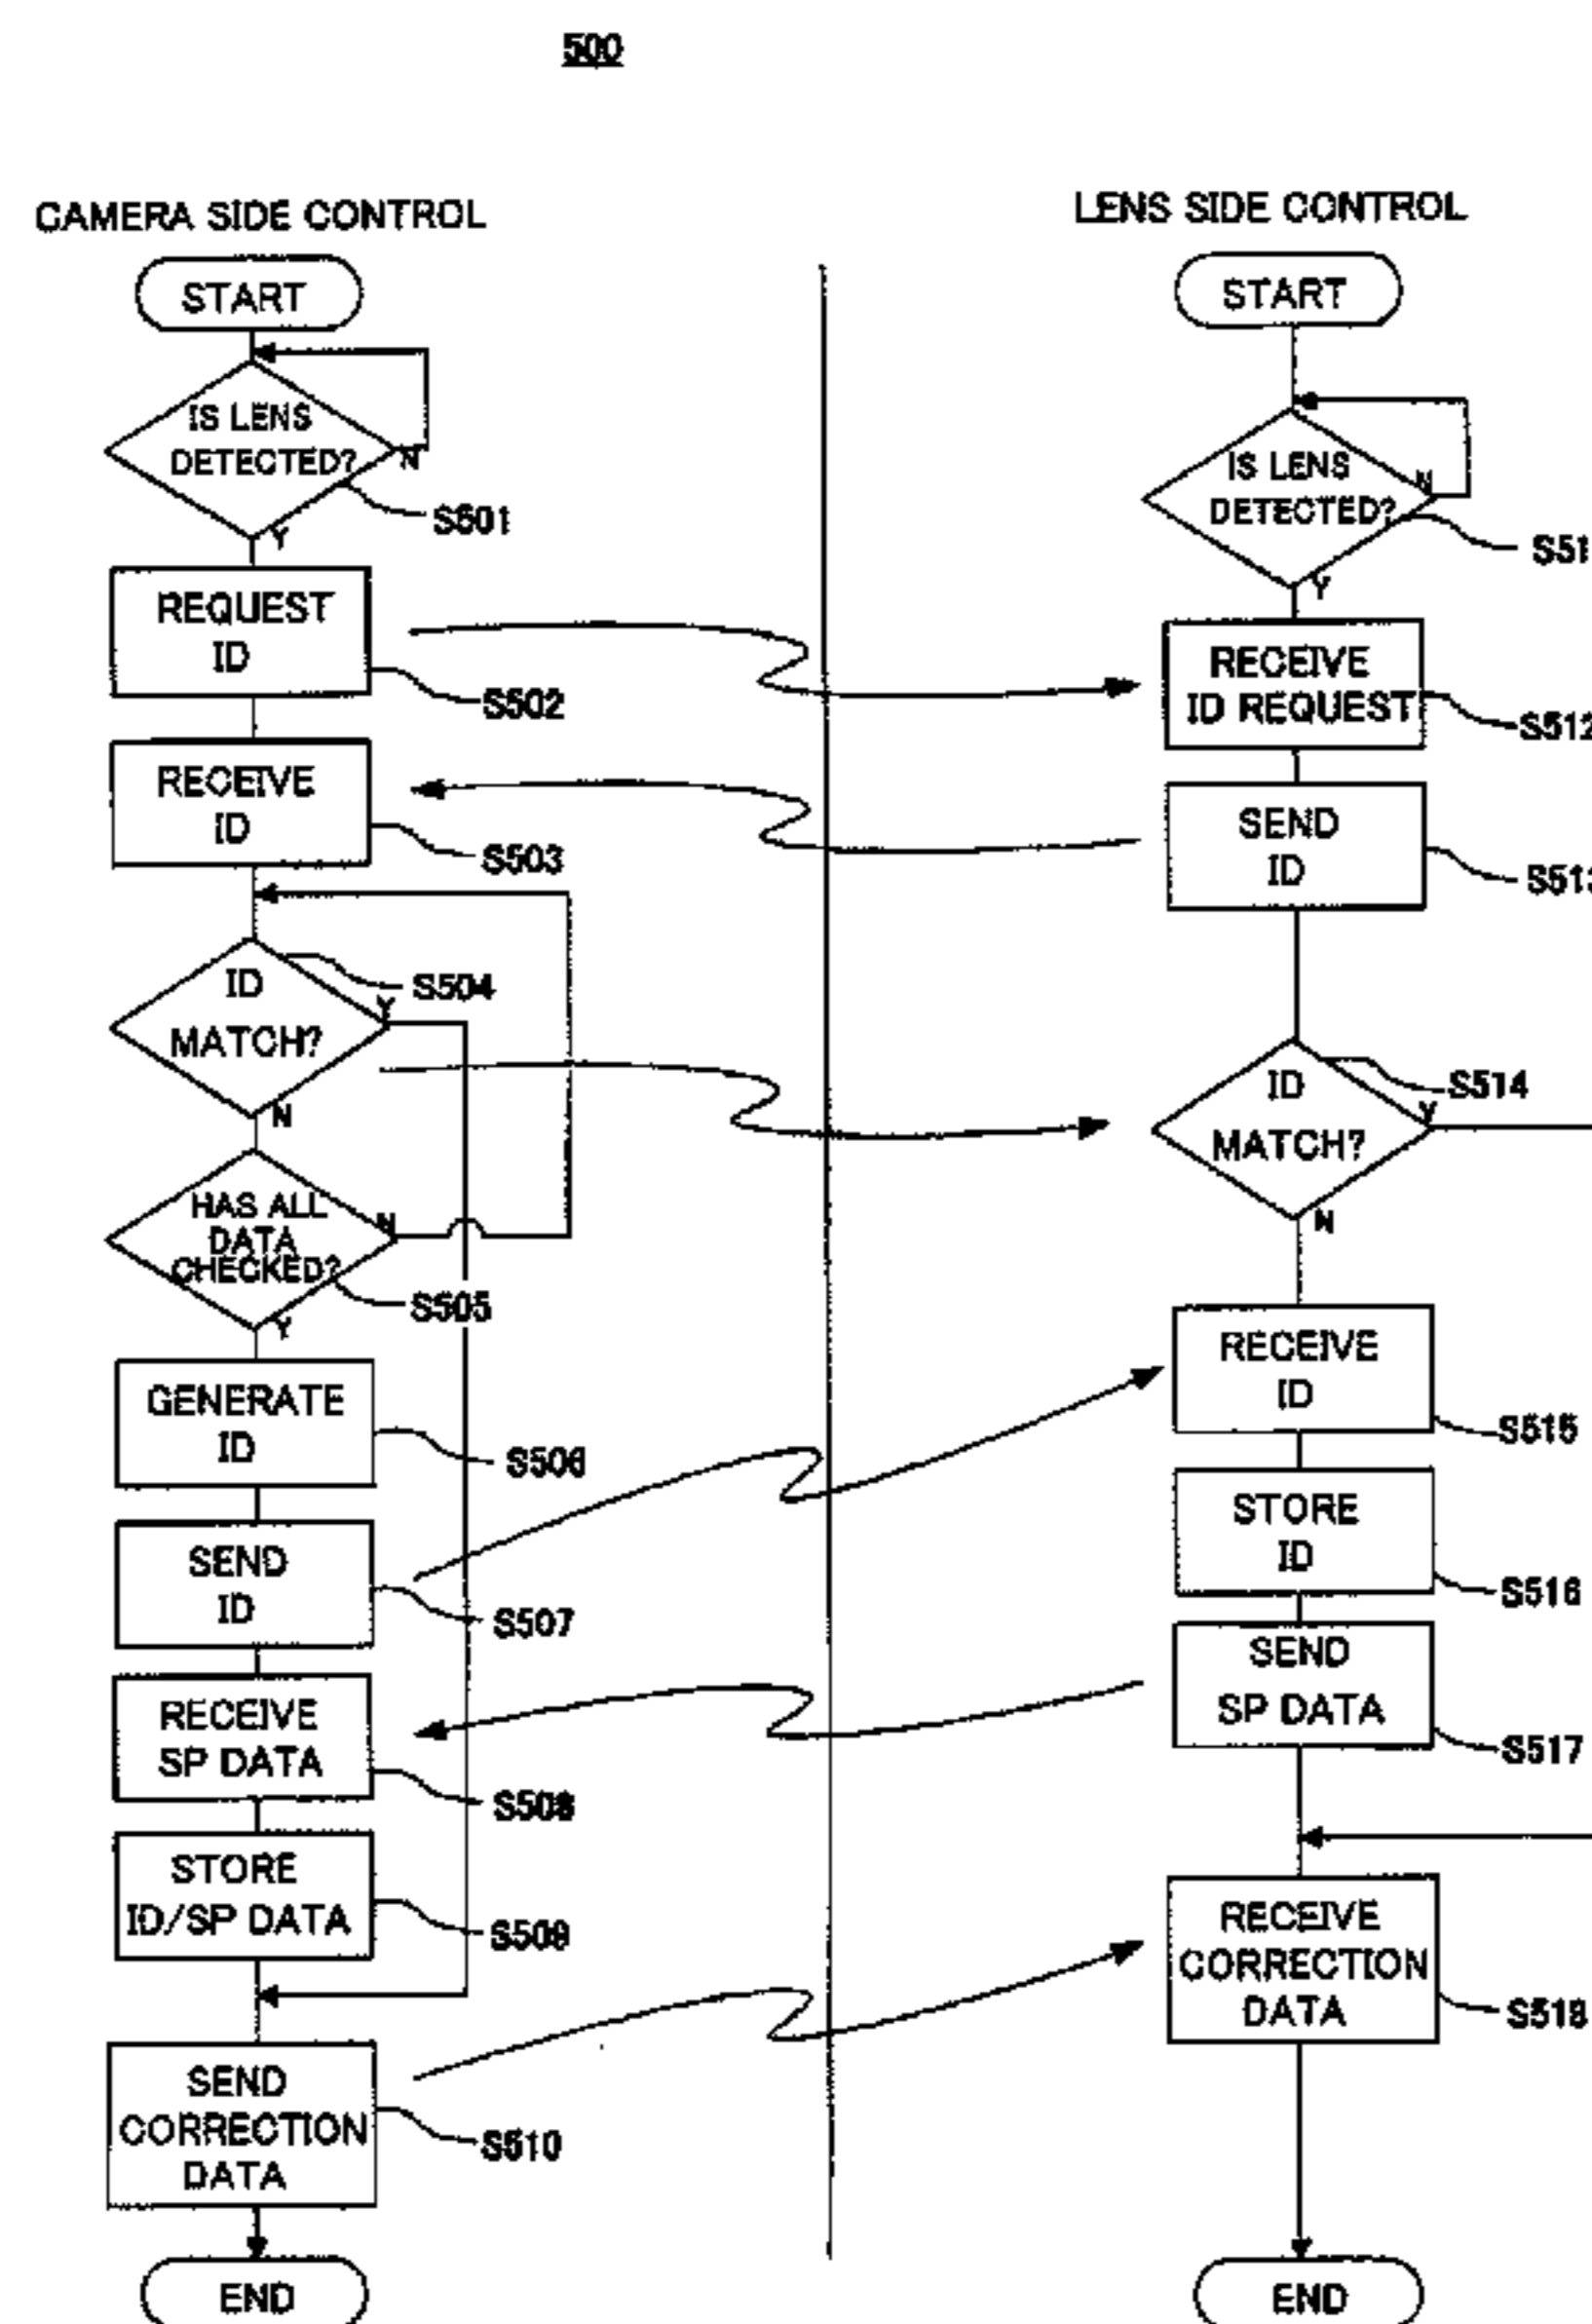 500
CAMERA SIDE CONTROL
START
IS LENS
DETECTED?
N
S501
Y
REQUEST
ID
S502
RECEIVE
ID
S503
ID
MATCH?
S504
Y
N
HAS ALL
DATA
CHECKED?
N
S505
Y
GENERATE
ID
S506
SEND
ID
S507
RECEIVE
SP DATA
S508
STORE
ID/SP DATA
S509
SEND
CORRECTION
DATA
S510
END
LENS SIDE CONTROL
START
IS LENS
DETECTED?
N
S51
Y
RECEIVE
ID REQUEST
S512
SEND
ID
S513
ID
MATCH?
S514
Y
N
RECEIVE
ID
S515
STORE
ID
S516
SEND
SP DATA
S517
RECEIVE
CORRECTION
DATA
S518
END